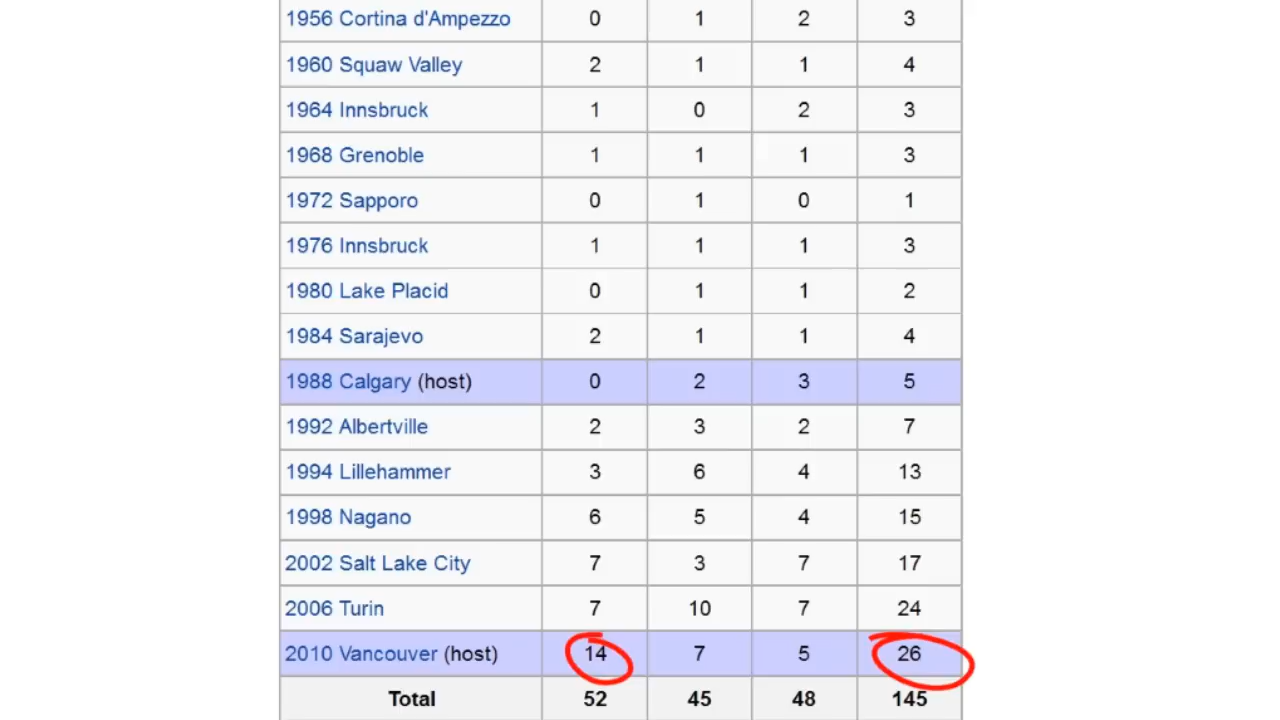 1956 Cortina d'Ampezzo 0 1 2 3
1960 Squaw Valley 2 1 1 4
1964 Innsbruck 1 0 2 3
1968 Grenoble 1 1 1 3
1972 Sapporo 0 1 0 1
1976 Innsbruck 1 1 1 3
1980 Lake Placid 0 1 1 2
1984 Sarajevo 2 1 1 4
1988 Calgary (host) 0 2 3 5
1992 Albertville 2 3 2 7
1994 Lillehammer 3 6 4 13
1998 Nagano 6 5 4 15
2002 Salt Lake City 7 3 7 17
2006 Turin 7 10 7 24
2010 Vancouver (host) 14 7 5 26
Total 52 45 48 145